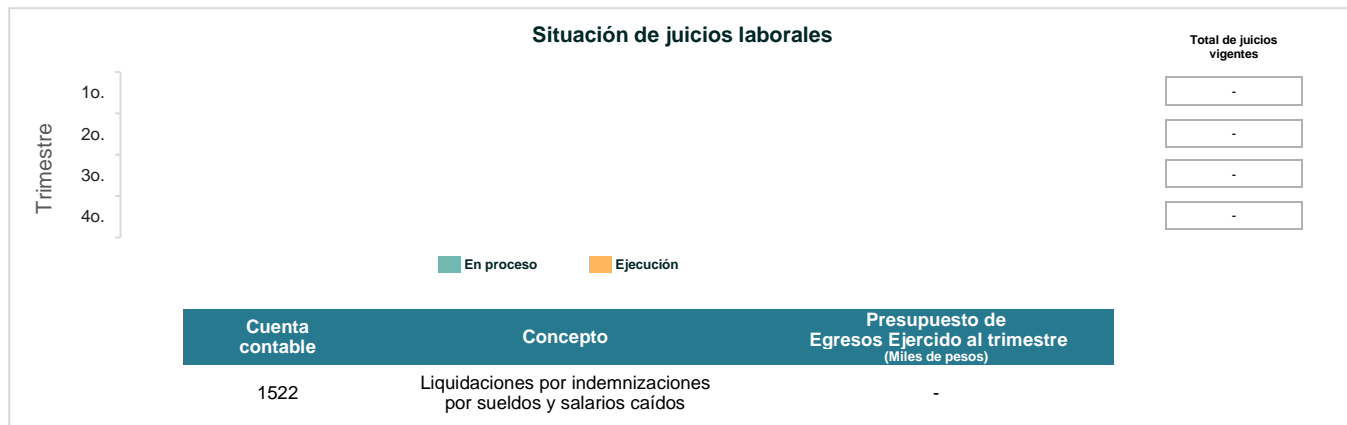 Situación de juicios laborales
Total de juicios
vigentes
Trimestre
1o.
-
2o.
-
3o.
-
4o.
-
En proceso
Ejecución
Cuenta
contable
Concepto
Presupuesto de
Egresos Ejercido al trimestre
(Miles de pesos)
1522
Liquidaciones por indemnizaciones
por sueldos y salarios caídos
-